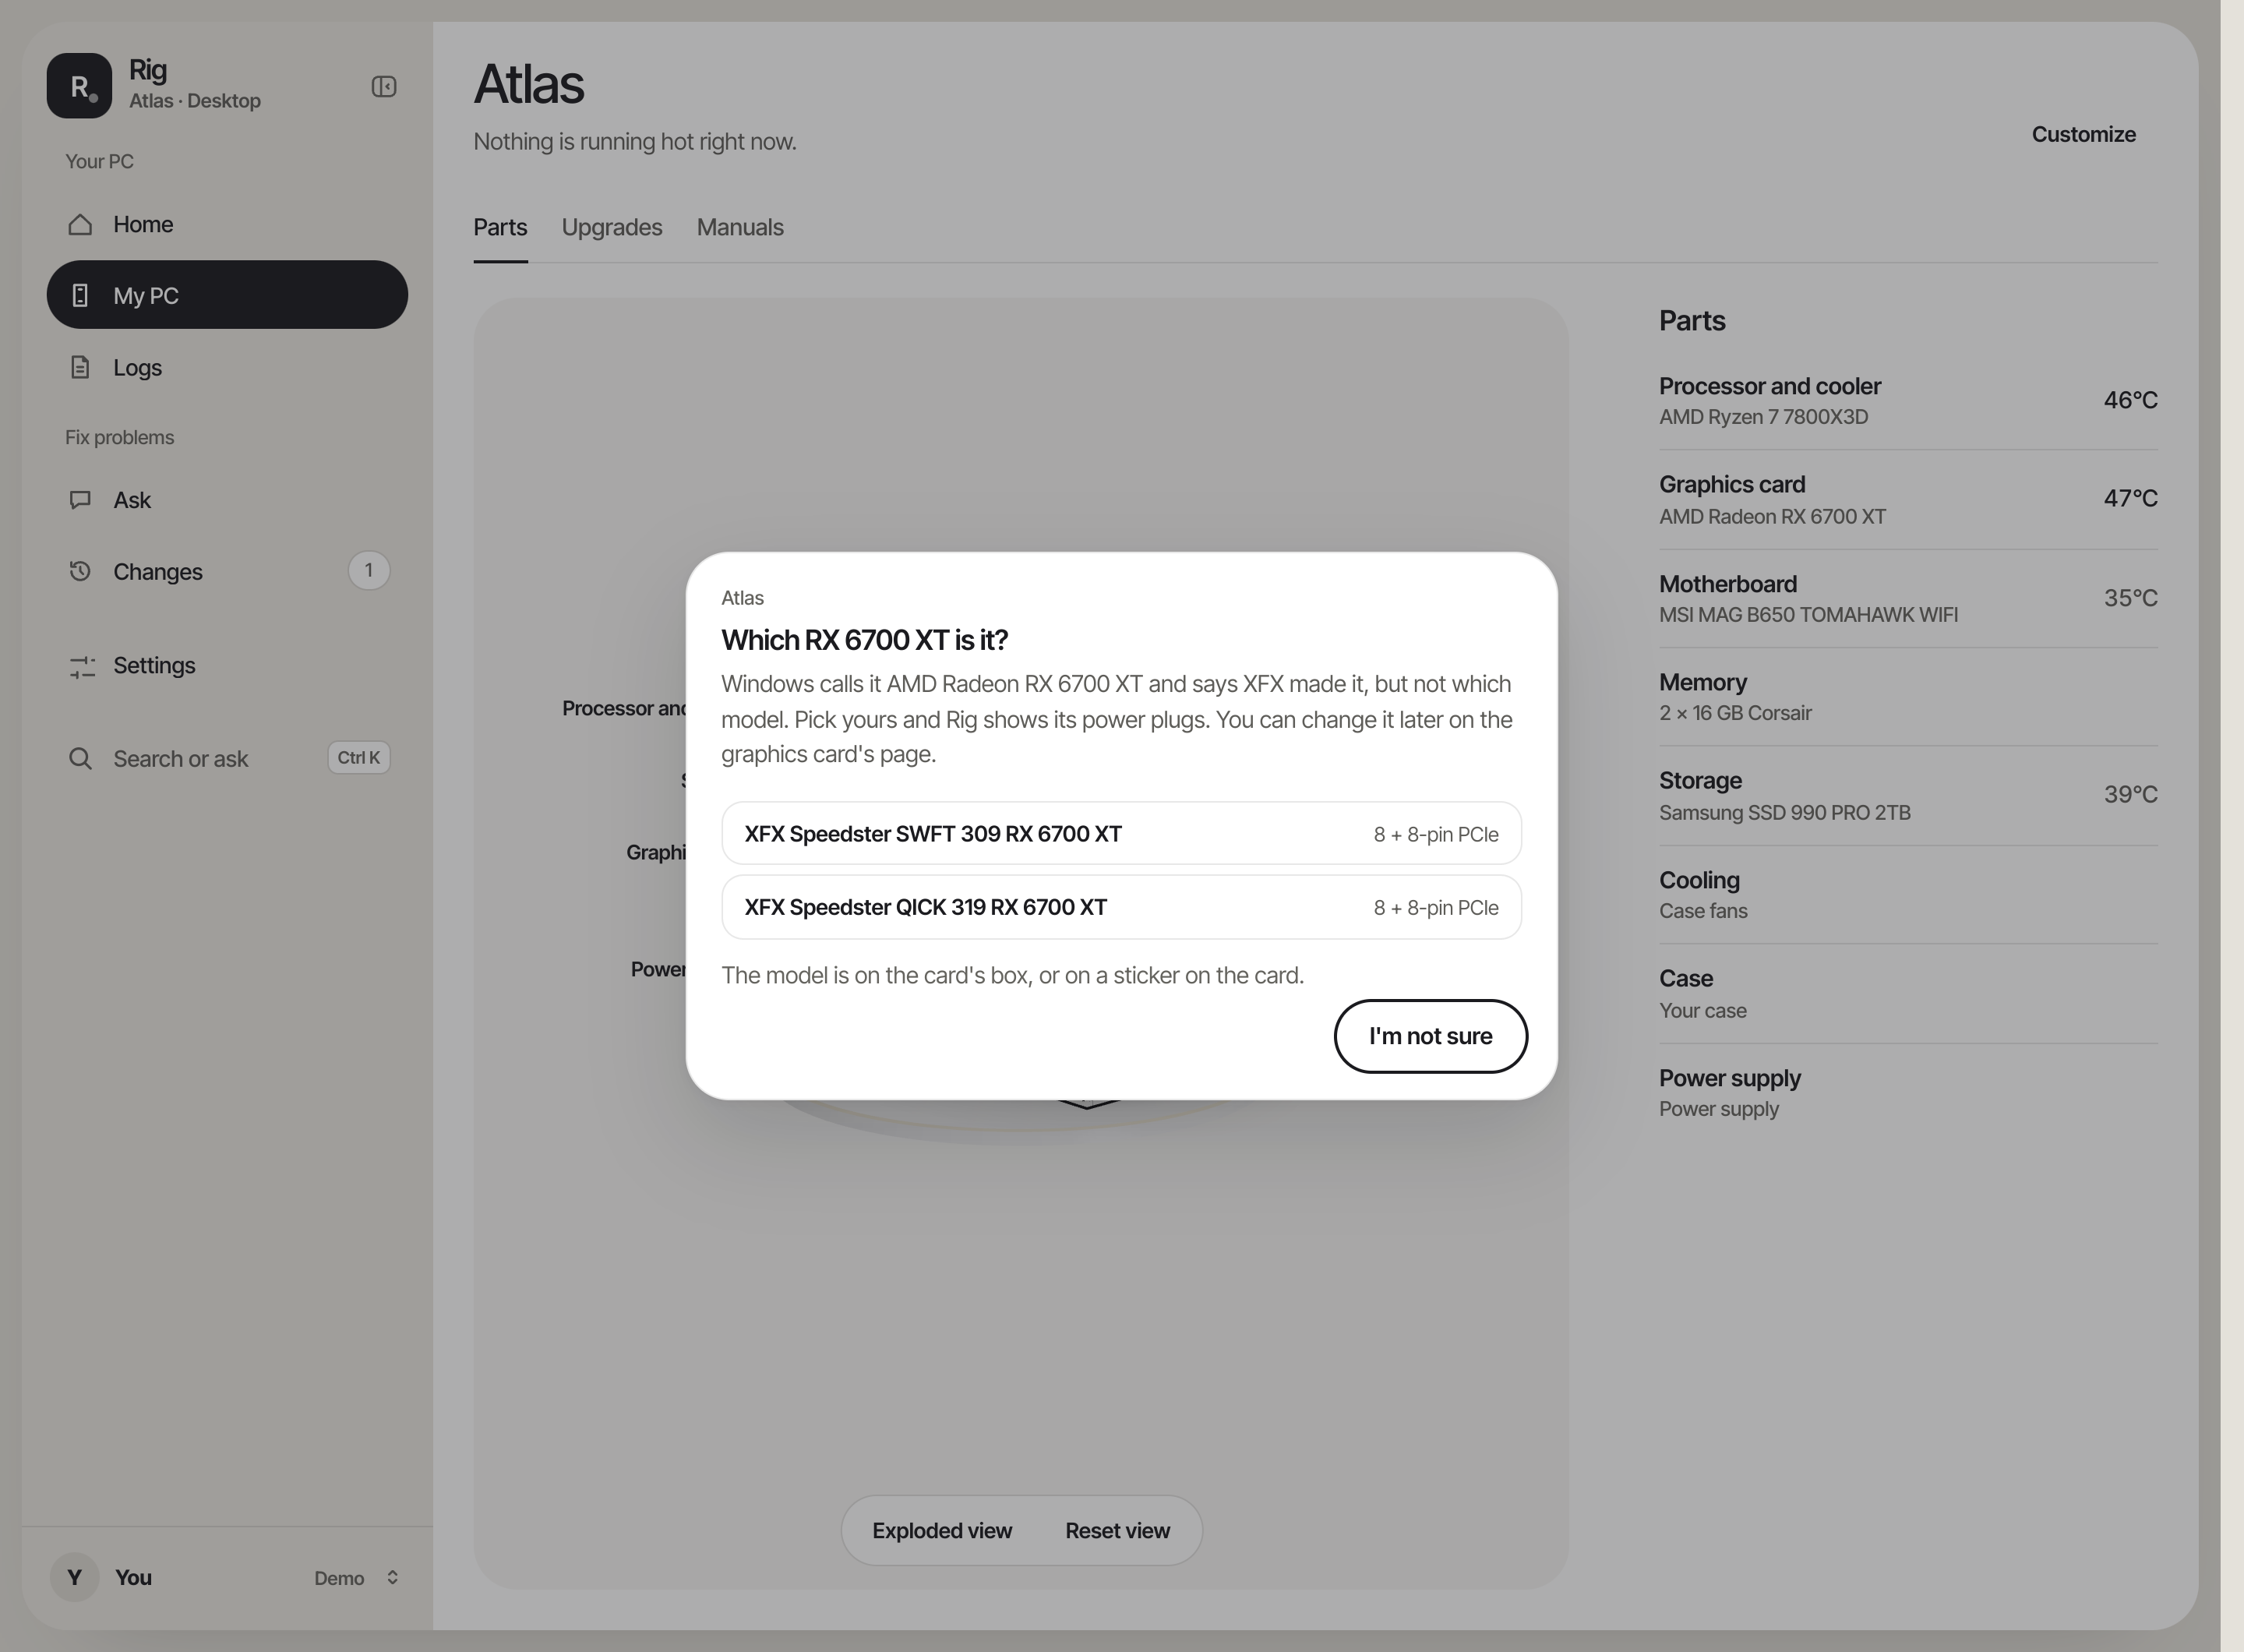 R.
Rig
Atlas · Desktop
Your PC
Home
My PC
Logs
Fix problems
Ask
Changes
1
Settings
Search or ask
Ctrl K
Y
You
Demo
Atlas
Nothing is running hot right now.
Customize
Parts
Upgrades
Manuals
Processor and
Graphi
Power
Atlas
Which RX 6700 XT is it?
Windows calls it AMD Radeon RX 6700 XT and says XFX made it, but not which
model. Pick yours and Rig shows its power plugs. You can change it later on the
graphics card's page.
XFX Speedster SWFT 309 RX 6700 XT
8 + 8-pin PCIe
XFX Speedster QICK 319 RX 6700 XT
8 + 8-pin PCIe
The model is on the card's box, or on a sticker on the card.
I'm not sure
Exploded view
Reset view
Parts
Processor and cooler
AMD Ryzen 7 7800X3D
46°C
Graphics card
AMD Radeon RX 6700 XT
47°C
Motherboard
MSI MAG B650 TOMAHAWK WIFI
35°C
Memory
2 × 16 GB Corsair
Storage
Samsung SSD 990 PRO 2TB
39°C
Cooling
Case fans
Case
Your case
Power supply
Power supply